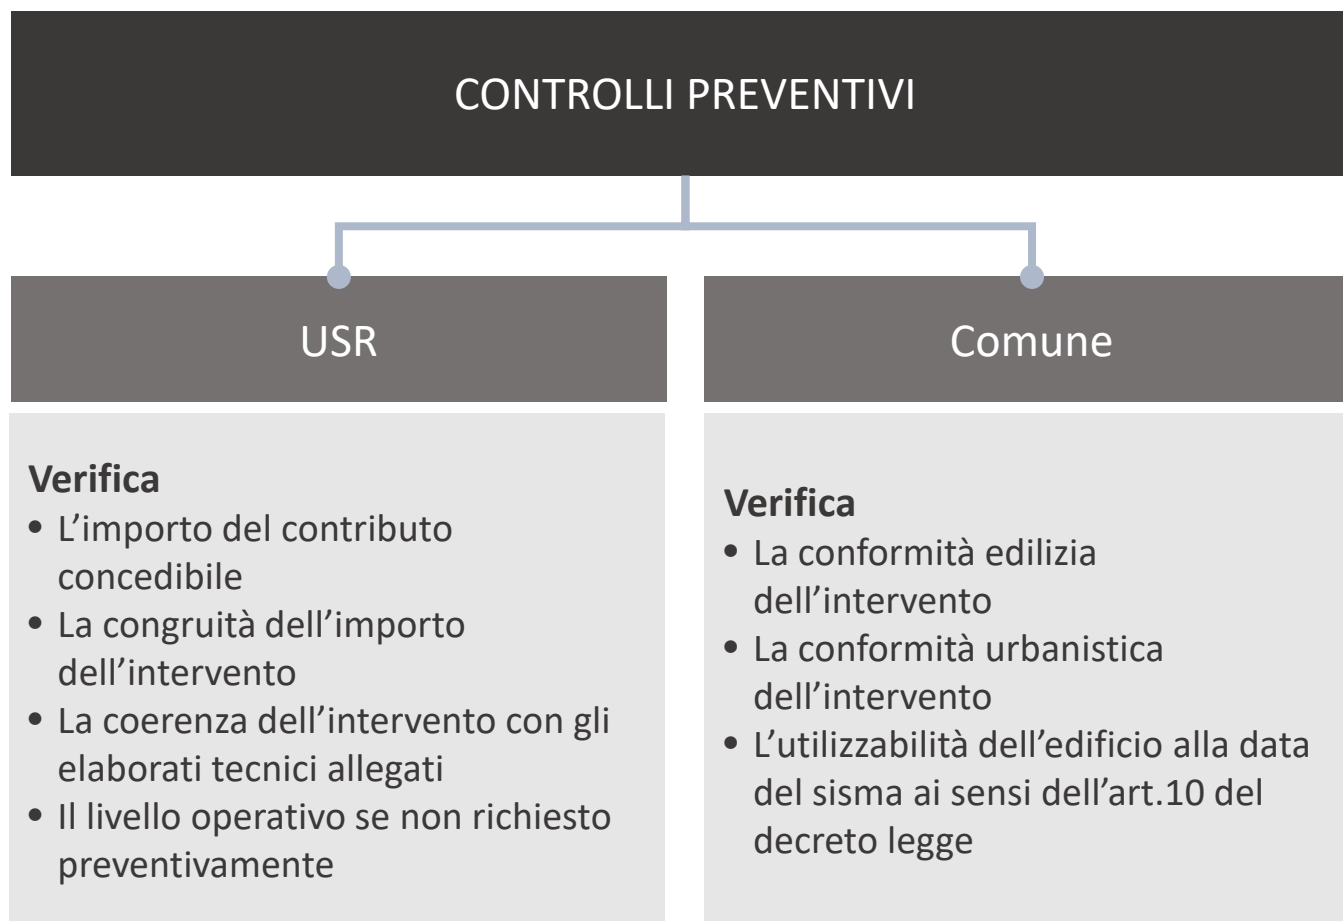 CONTROLLI PREVENTIVI
USR
Verifica
• L’importo del contributo
concedibile
• La congruità dell’importo
dell’intervento
• La coerenza dell’intervento con gli
elaborati tecnici allegati
• Il livello operativo se non richiesto
preventivamente
Comune
Verifica
• La conformità edilizia
dell’intervento
• La conformità urbanistica
dell’intervento
• L’utilizzabilità dell’edificio alla data
del sisma ai sensi dell’art.10 del
decreto legge